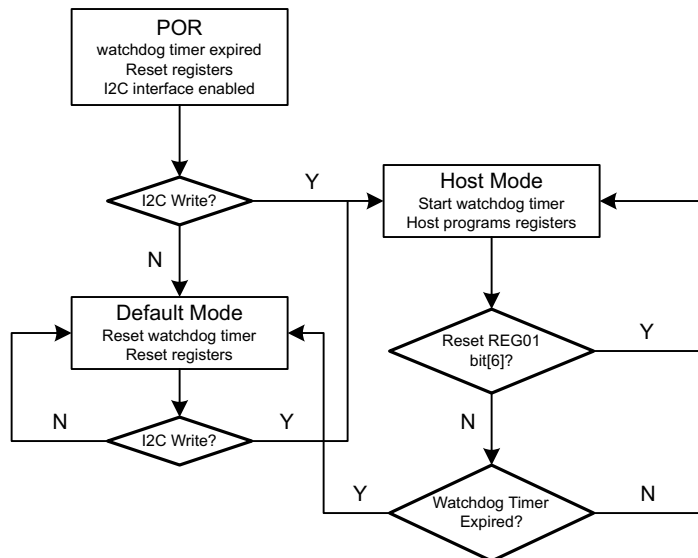 POR
watchdog timer expired
Reset registers
I2C interface enabled
I2C Write?
Y
N
Host Mode
Start watchdog timer
Host programs registers
Default Mode
Reset watchdog timer
Reset registers
Reset REG01
bit[6]?
Y
N
I2C Write?
N
Y
Watchdog Timer
Expired?
Y
N